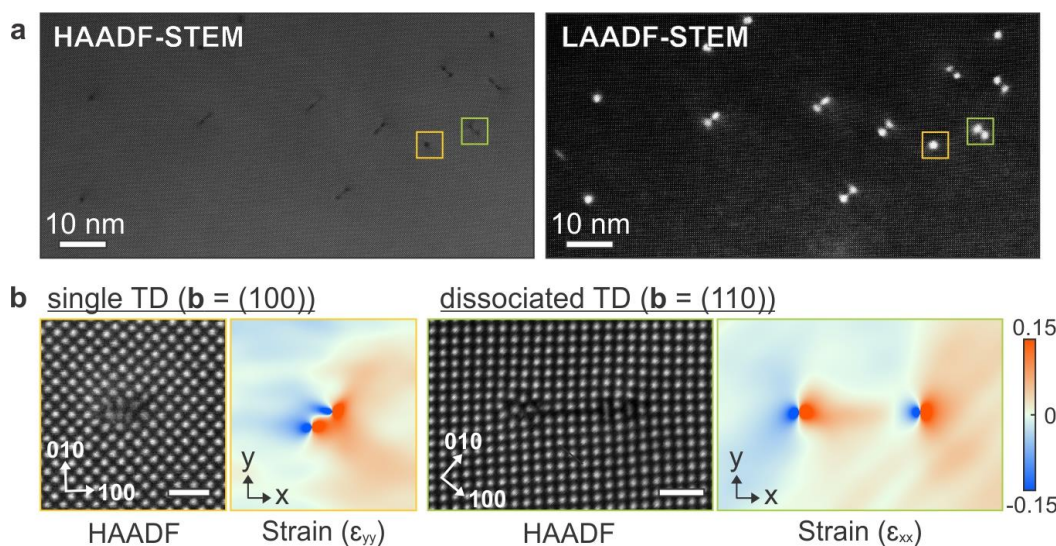 a
HAADF-STEM
10 nm
LAADF-STEM
10 nm
b
single TD (b = (100))
dissociated TD (b = (110))
010
100
HAADF
y
x
Strain (εyy)
010
100
HAADF
y
x
Strain (εxx)
0.15
0
-0.15